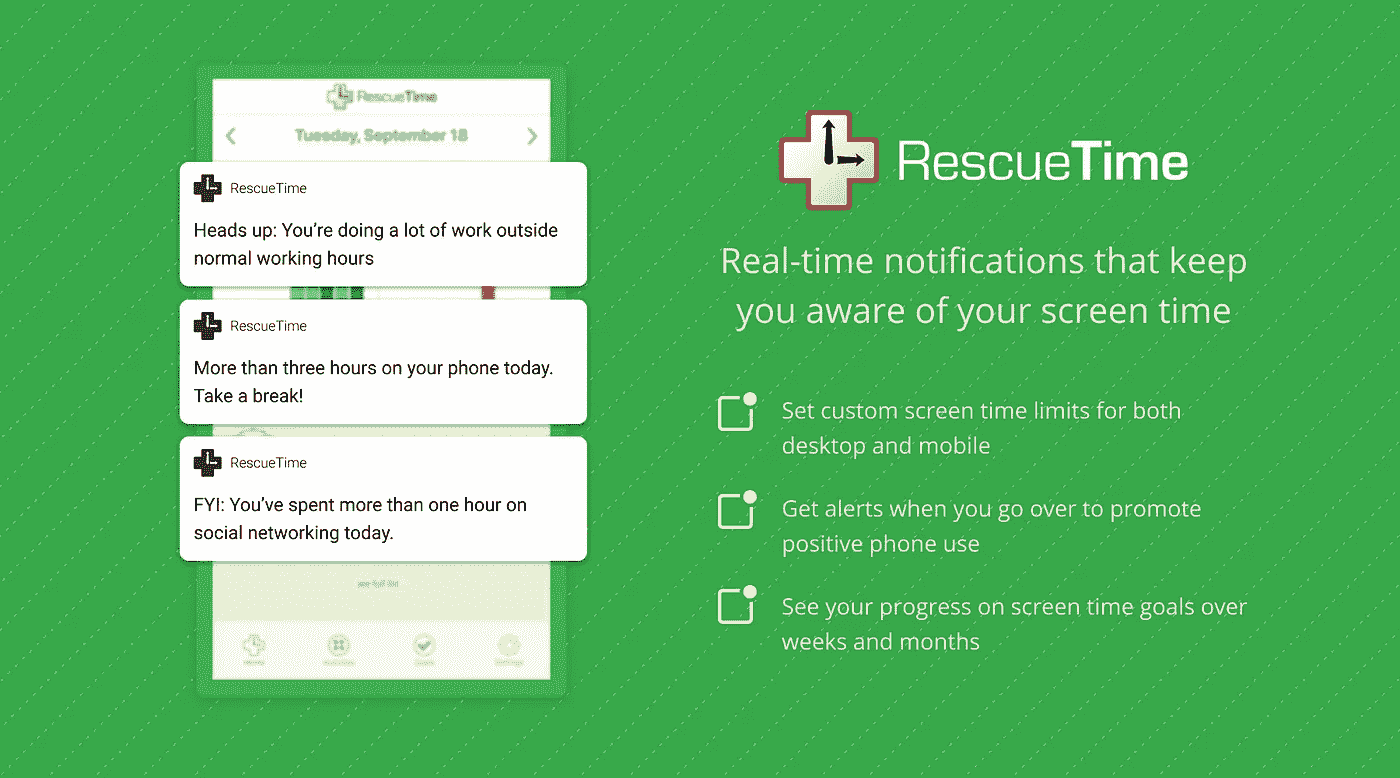 RescueTime
Tuesday, September 18
RescueTime
Heads up: You’re doing a lot of work outside
normal working hours
RescueTime
More than three hours on your phone today.
Take a break!
RescueTime
FYI: You’ve spent more than one hour on
social networking today.
see full list
RescueTime
Real-time notifications that keep
you aware of your screen time
Set custom screen time limits for both
desktop and mobile
Get alerts when you go over to promote
positive phone use
See your progress on screen time goals over
weeks and months